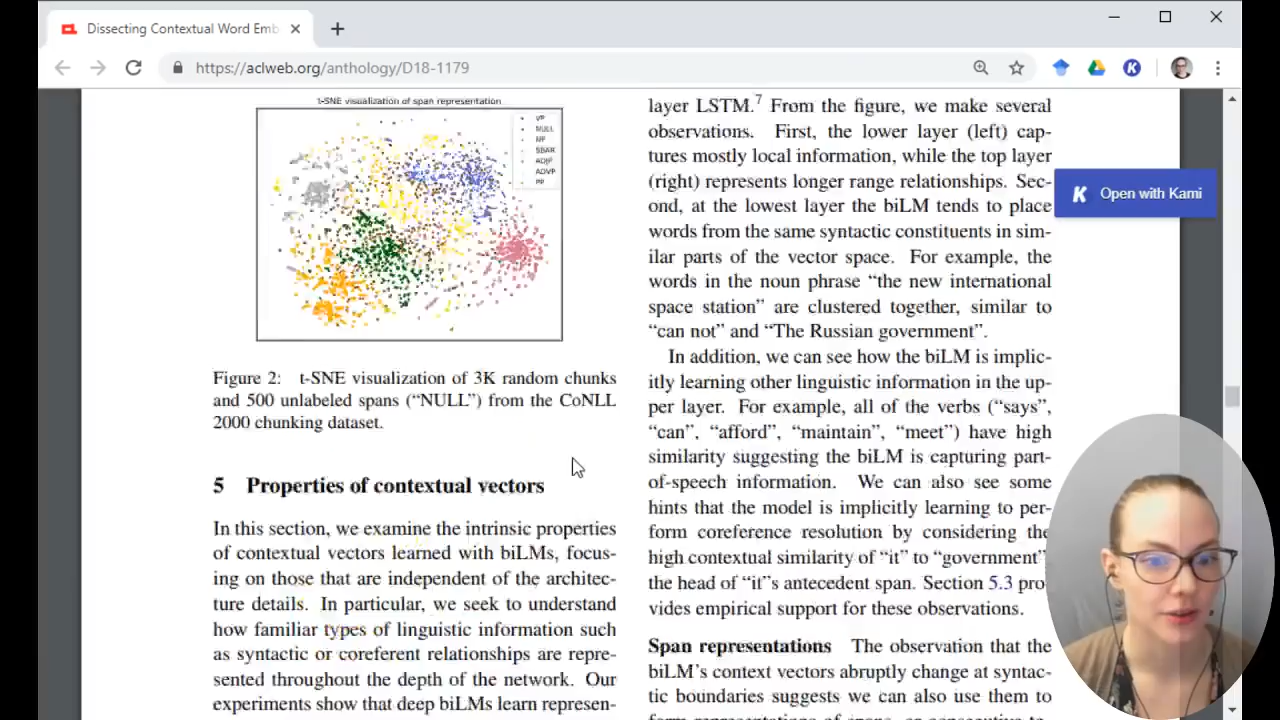 Dissecting Contextual Word Emb
https://aclweb.org/anthology/D18-1179
t-SNE visualization of span representation
VP
NULL
NP
SBAR
ADJP
ADVP
PP
Figure 2: t-SNE visualization of 3K random chunks
and 500 unlabeled spans (“NULL”) from the CoNLL
2000 chunking dataset.
5 Properties of contextual vectors
In this section, we examine the intrinsic properties
of contextual vectors learned with biLMs, focus-
ing on those that are independent of the architec-
ture details. In particular, we seek to understand
how familiar types of linguistic information such
as syntactic or coreferent relationships are repre-
sented throughout the depth of the network. Our
experiments show that deep biLMs learn represen-
layer LSTM.7 From the figure, we make several
observations. First, the lower layer (left) cap-
tures mostly local information, while the top layer
(right) represents longer range relationships. Sec-
ond, at the lowest layer the biLM tends to place
words from the same syntactic constituents in sim-
ilar parts of the vector space. For example, the
words in the noun phrase “the new international
space station” are clustered together, similar to
“can not” and “The Russian government”.
In addition, we can see how the biLM is implic-
itly learning other linguistic information in the up-
per layer. For example, all of the verbs (“says”,
“can”, “afford”, “maintain”, “meet”) have high
similarity suggesting the biLM is capturing part-
of-speech information. We can also see some
hints that the model is implicitly learning to per-
form coreference resolution by considering the
high contextual similarity of “it” to “government”
the head of “it”s antecedent span. Section 5.3 pro
vides empirical support for these observations.
Span representations The observation that the
biLM’s context vectors abruptly change at syntac-
tic boundaries suggests we can also use them to
K Open with Kami